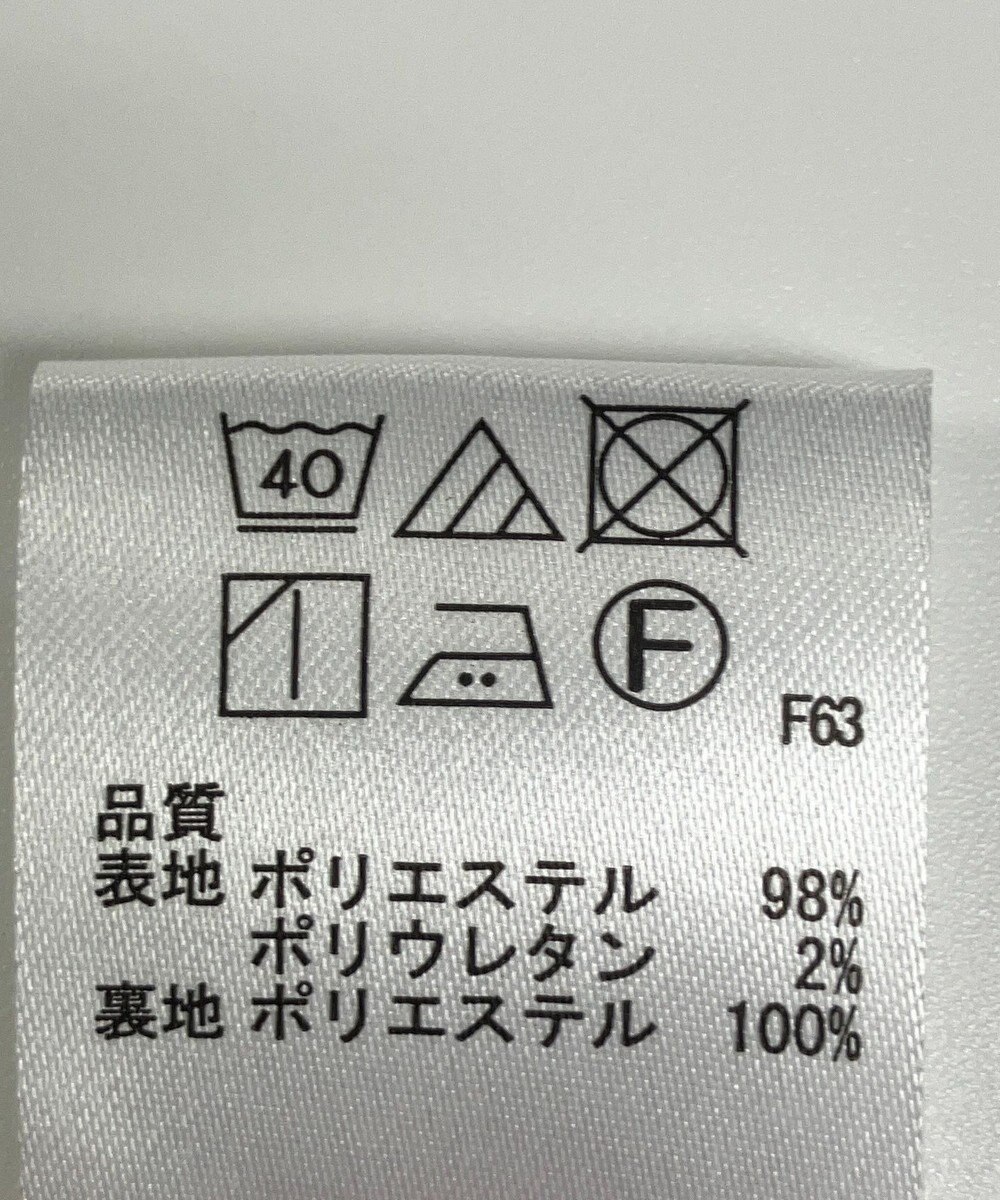 40
F
F63
品質
表地 ポリエステル 98%
ポリウレタン 2%
裏地 ポリエステル 100%